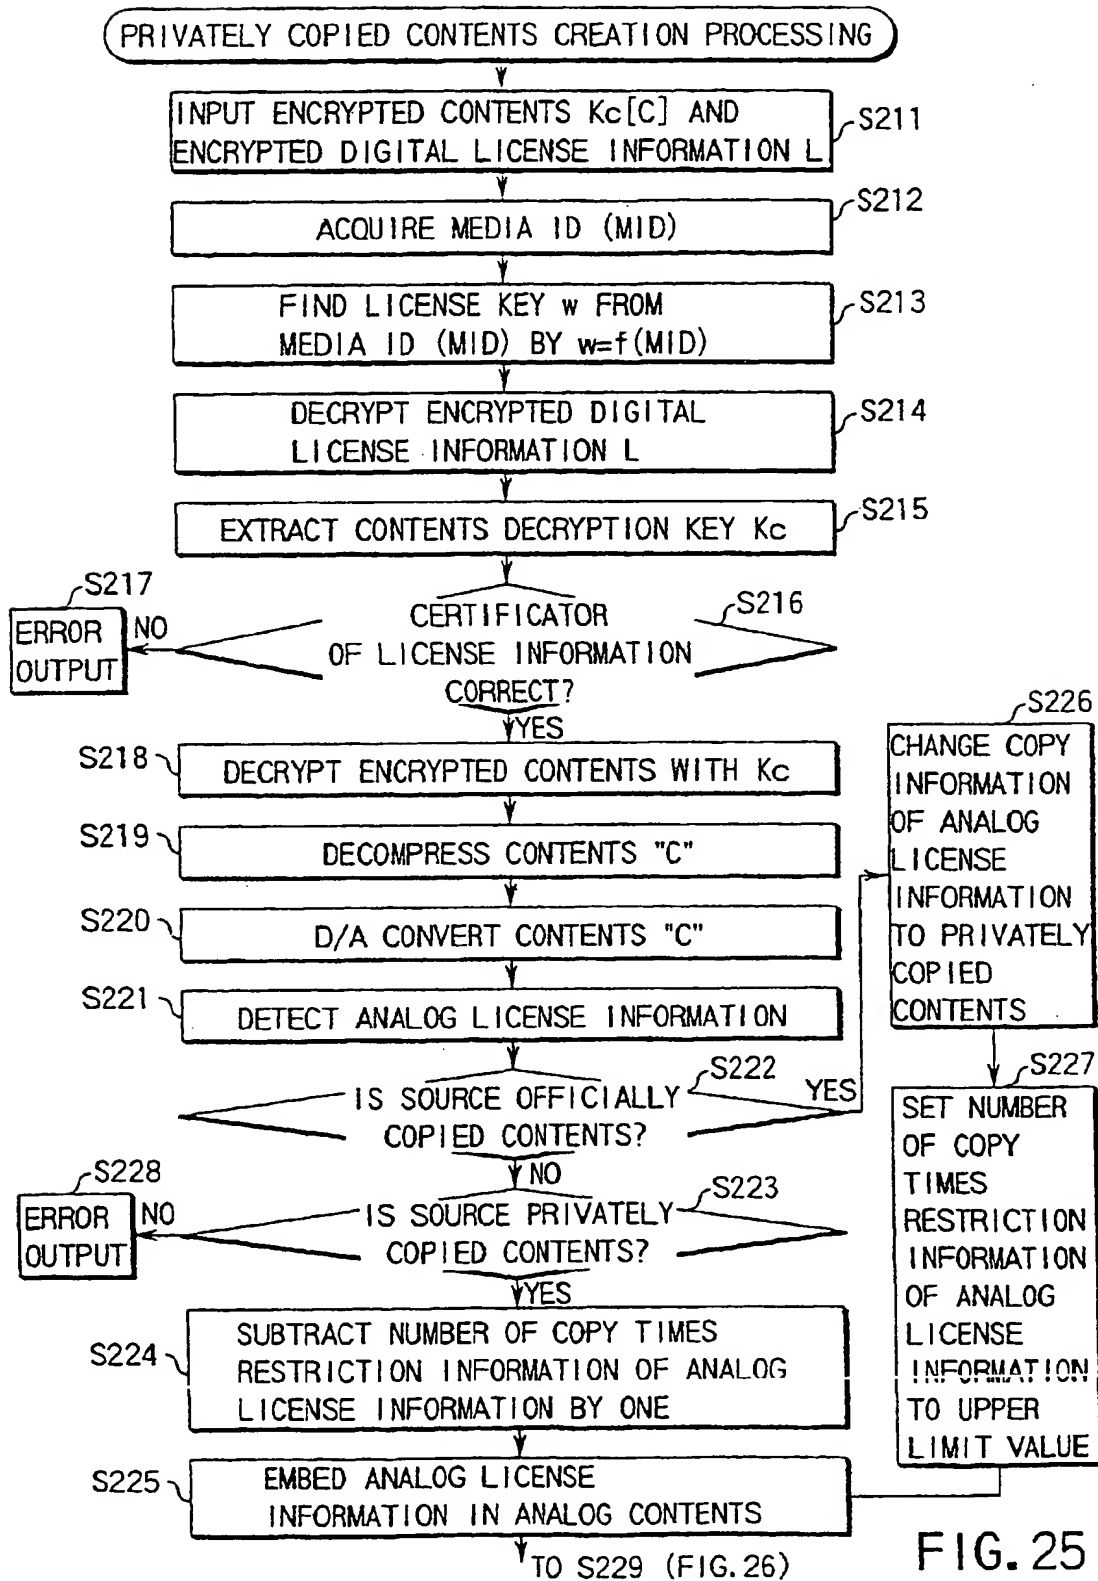 PRIVATELY COPIED CONTENTS CREATION PROCESSING
INPUT ENCRYPTED CONTENTS Kc[C] AND
ENCRYPTED DIGITAL LICENSE INFORMATION L
S211
ACQUIRE MEDIA ID (MID)
S212
FIND LICENSE KEY w FROM
MEDIA ID (MID) BY w=f(MID)
S213
DECRYPT ENCRYPTED DIGITAL
LICENSE INFORMATION L
S214
EXTRACT CONTENTS DECRYPTION KEY Kc
S215
CERTIFICATOR
OF LICENSE INFORMATION
CORRECT?
S216
S217
ERROR
OUTPUT
NO
YES
S218
DECRYPT ENCRYPTED CONTENTS WITH Kc
S219
DECOMPRESS CONTENTS "C"
S220
D/A CONVERT CONTENTS "C"
S221
DETECT ANALOG LICENSE INFORMATION
S222
IS SOURCE OFFICIALLY
COPIED CONTENTS?
YES
NO
S223
IS SOURCE PRIVATELY
COPIED CONTENTS?
S228
ERROR
OUTPUT
NO
YES
S224
SUBTRACT NUMBER OF COPY TIMES
RESTRICTION INFORMATION OF ANALOG
LICENSE INFORMATION BY ONE
S225
EMBED ANALOG LICENSE
INFORMATION IN ANALOG CONTENTS
TO S229 (FIG.26)
S226
CHANGE COPY
INFORMATION
OF ANALOG
LICENSE
INFORMATION
TO PRIVATELY
COPIED
CONTENTS
S227
SET NUMBER
OF COPY
TIMES
RESTRICTION
INFORMATION
OF ANALOG
LICENSE
INFORMATION
TO UPPER
LIMIT VALUE
FIG.25